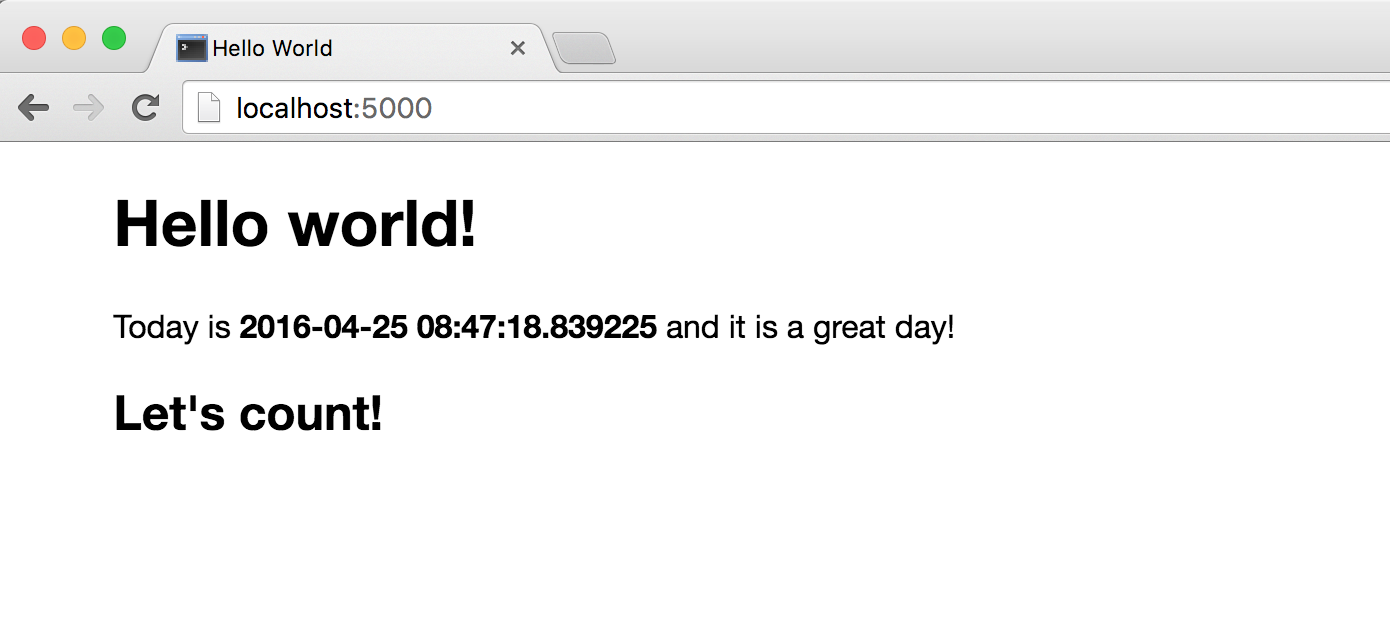 Hello World
localhost:5000
Hello world!
Today is 2016-04-25 08:47:18.839225 and it is a great day!
Let's count!